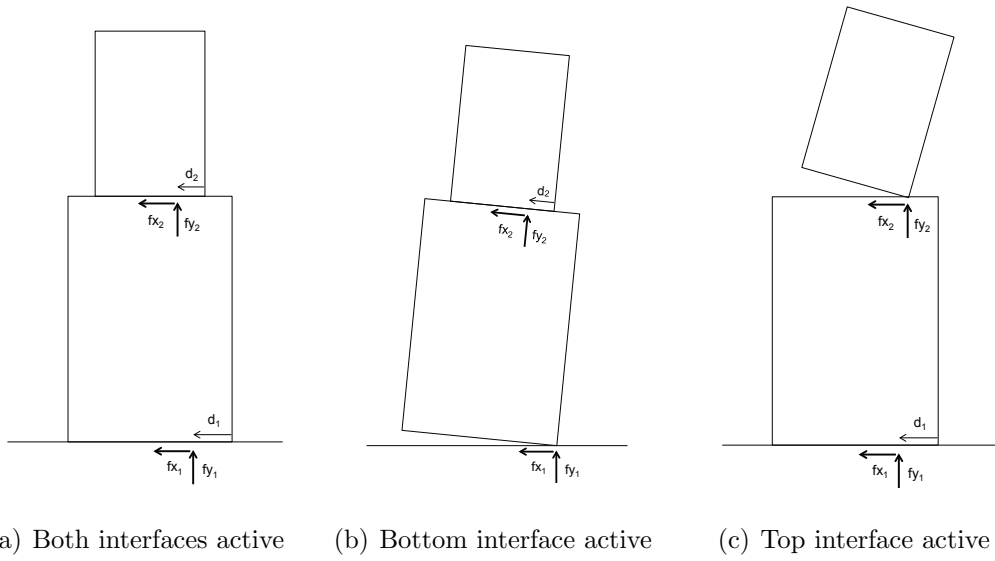 d₂
fx₂ fy₂
d₁
fx₁ fy₁
d₂
fx₂ fy₂
fx₁ fy₁
fx₂ fy₂
d₁
fx₁ fy₁
a) Both interfaces active
(b) Bottom interface active
(c) Top interface active